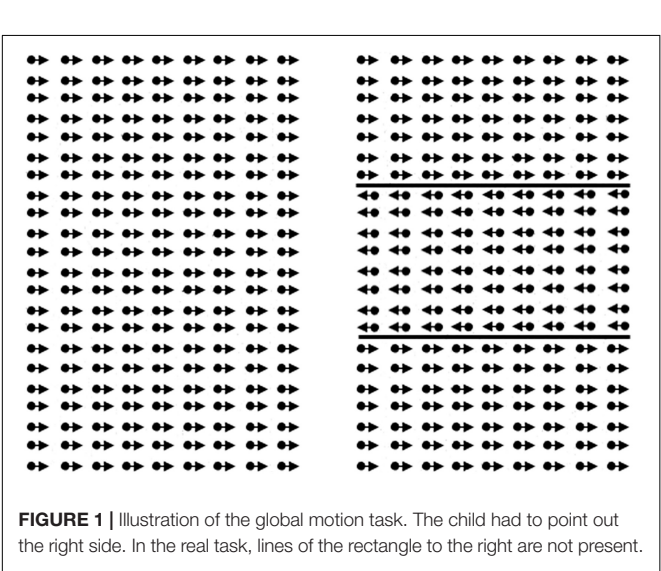 FIGURE 1 | Illustration of the global motion task. The child had to point out
the right side. In the real task, lines of the rectangle to the right are not present.